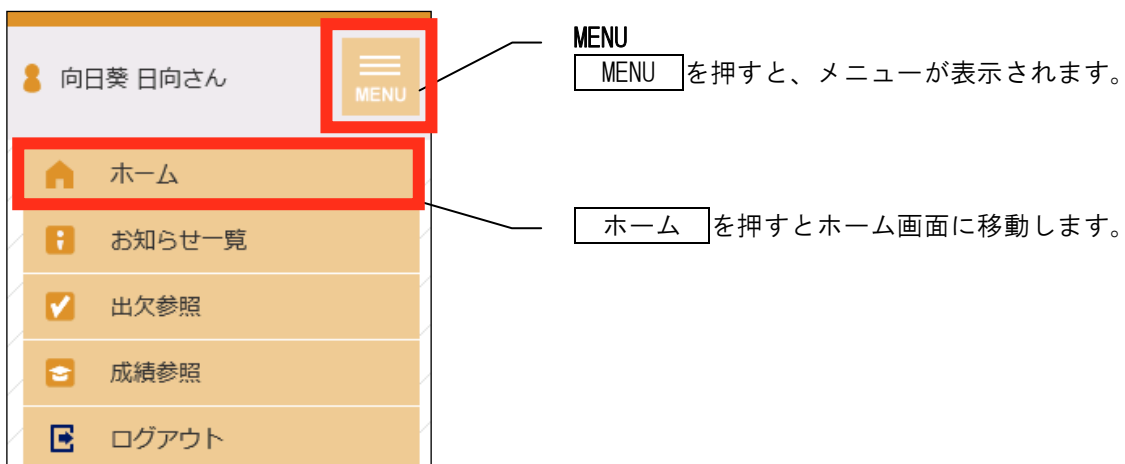 向日葵 日向さん
MENU
ホーム
お知らせ一覧
出欠参照
成績参照
ログアウト
MENU
MENU を押すと、メニューが表示されます。
ホーム を押すとホーム画面に移動します。